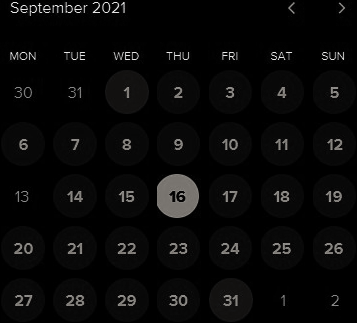 September 2021
MON TUE WED THU FRI SAT SUN
30 31 1 2 3 4 5
6 7 8 9 10 11 12
13 14 15 16 17 18 19
20 21 22 23 24 25 26
27 28 29 30 31 1 2